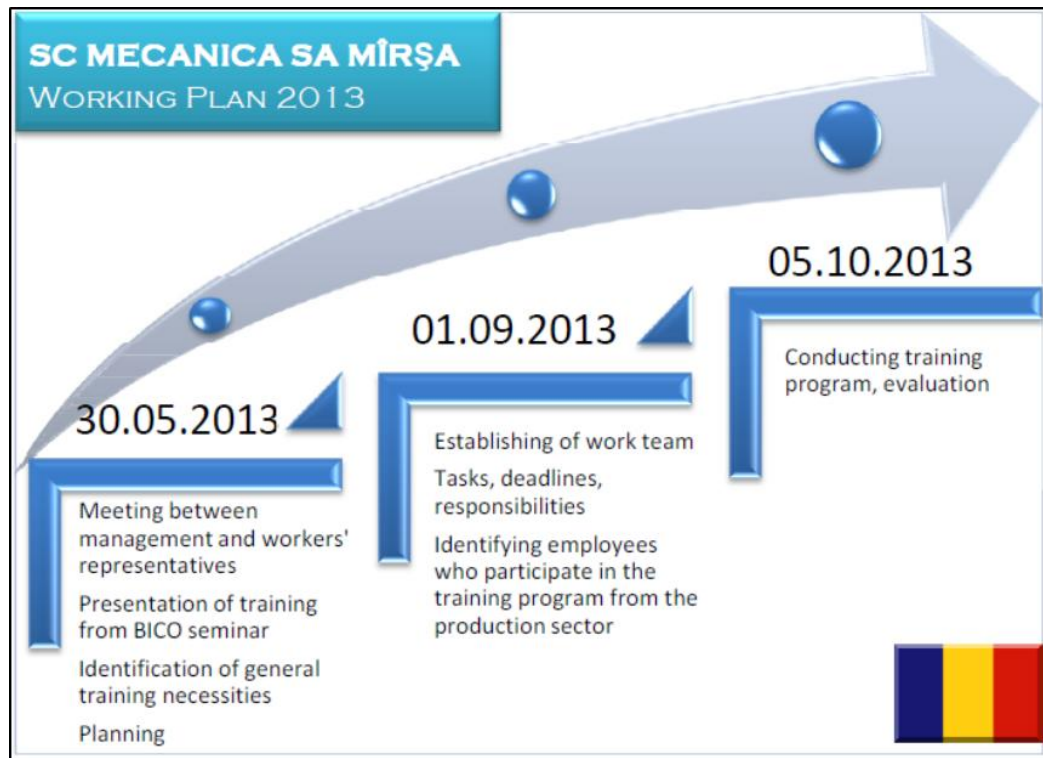 SC MECANICA SA MÎRŞA
WORKING PLAN 2013
30.05.2013
Meeting between
management and workers'
representatives
Presentation of training
from BICO seminar
Identification of general
training necessities
Planning
01.09.2013
Establishing of work team
Tasks, deadlines,
responsibilities
Identifying employees
who participate in the
training program from the
production sector
05.10.2013
Conducting training
program, evaluation